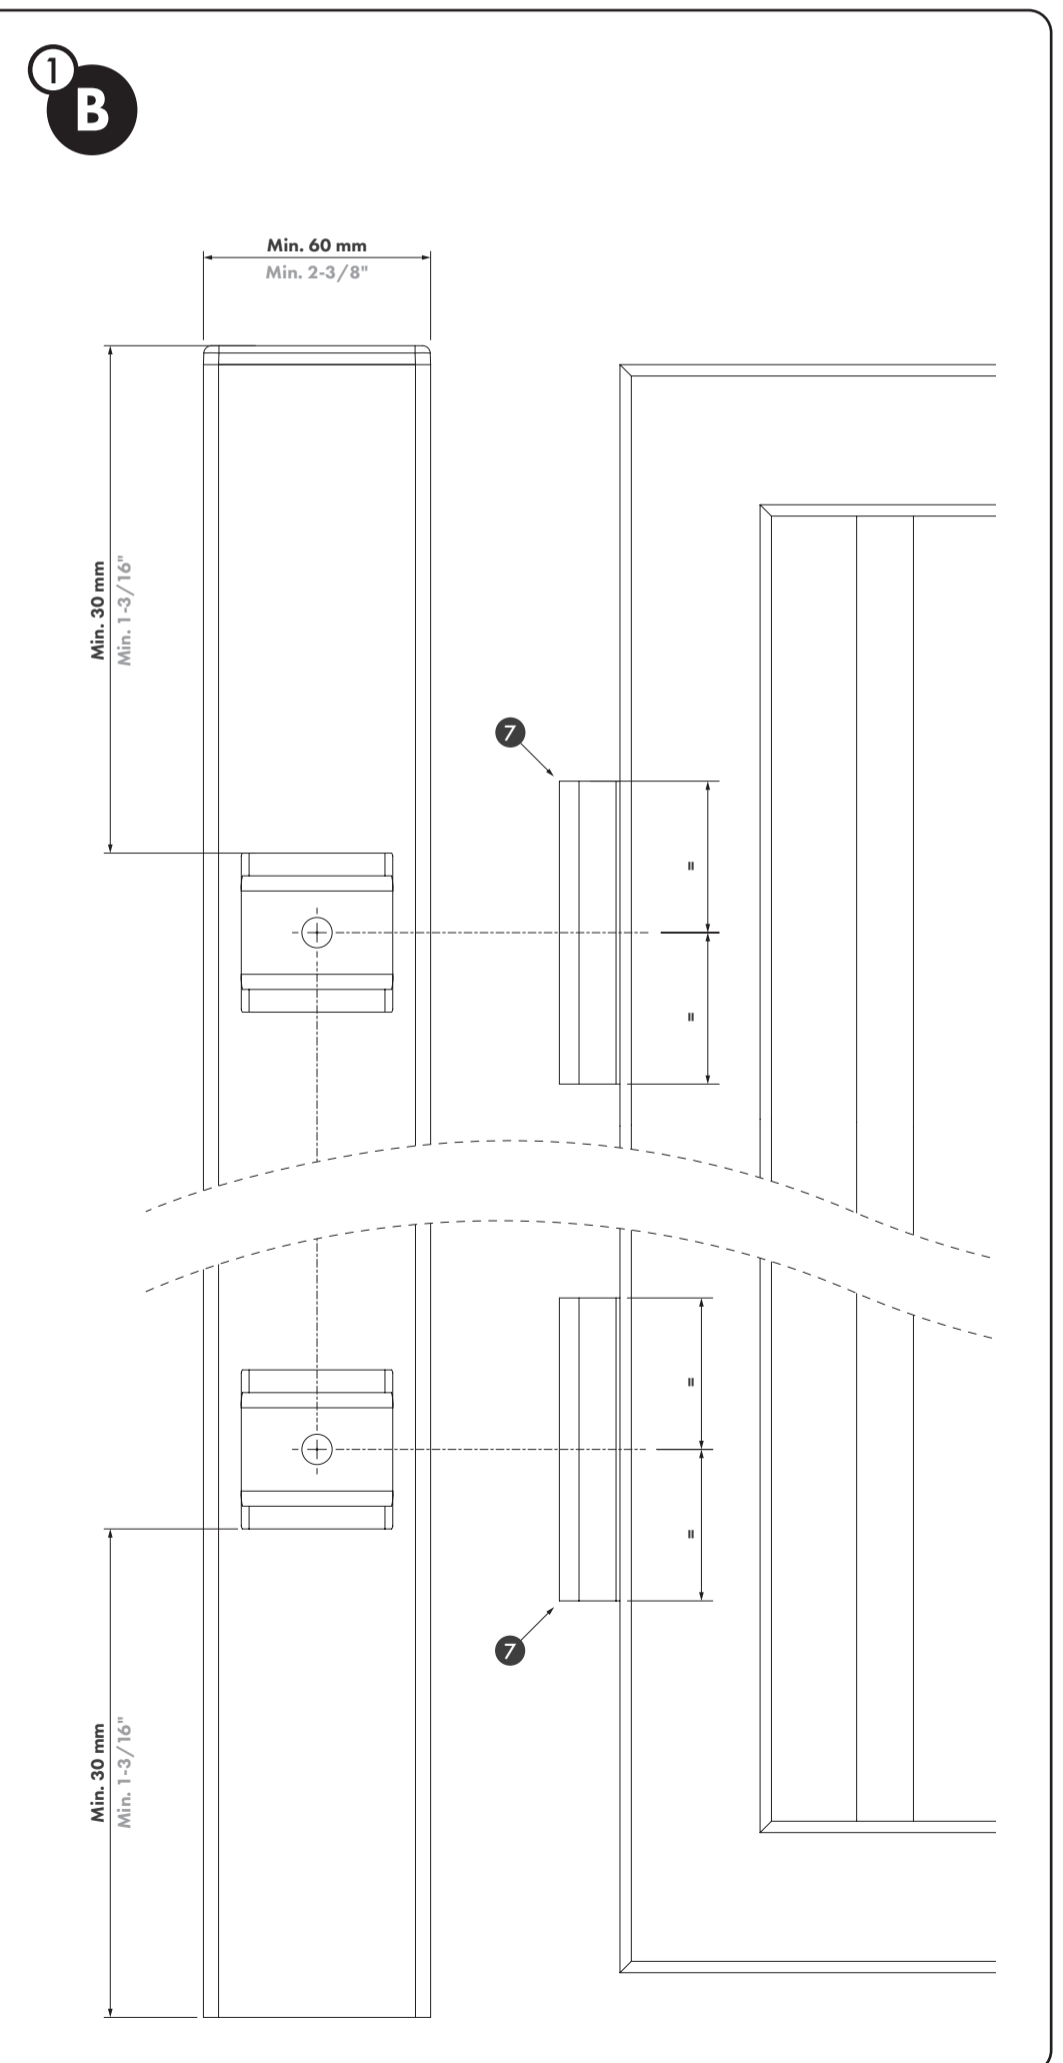 1
B
Min. 60 mm
Min. 2-3/8"
Min. 30 mm
Min. 1-3/16"
7
=
=
=
=
7
Min. 30 mm
Min. 1-3/16"